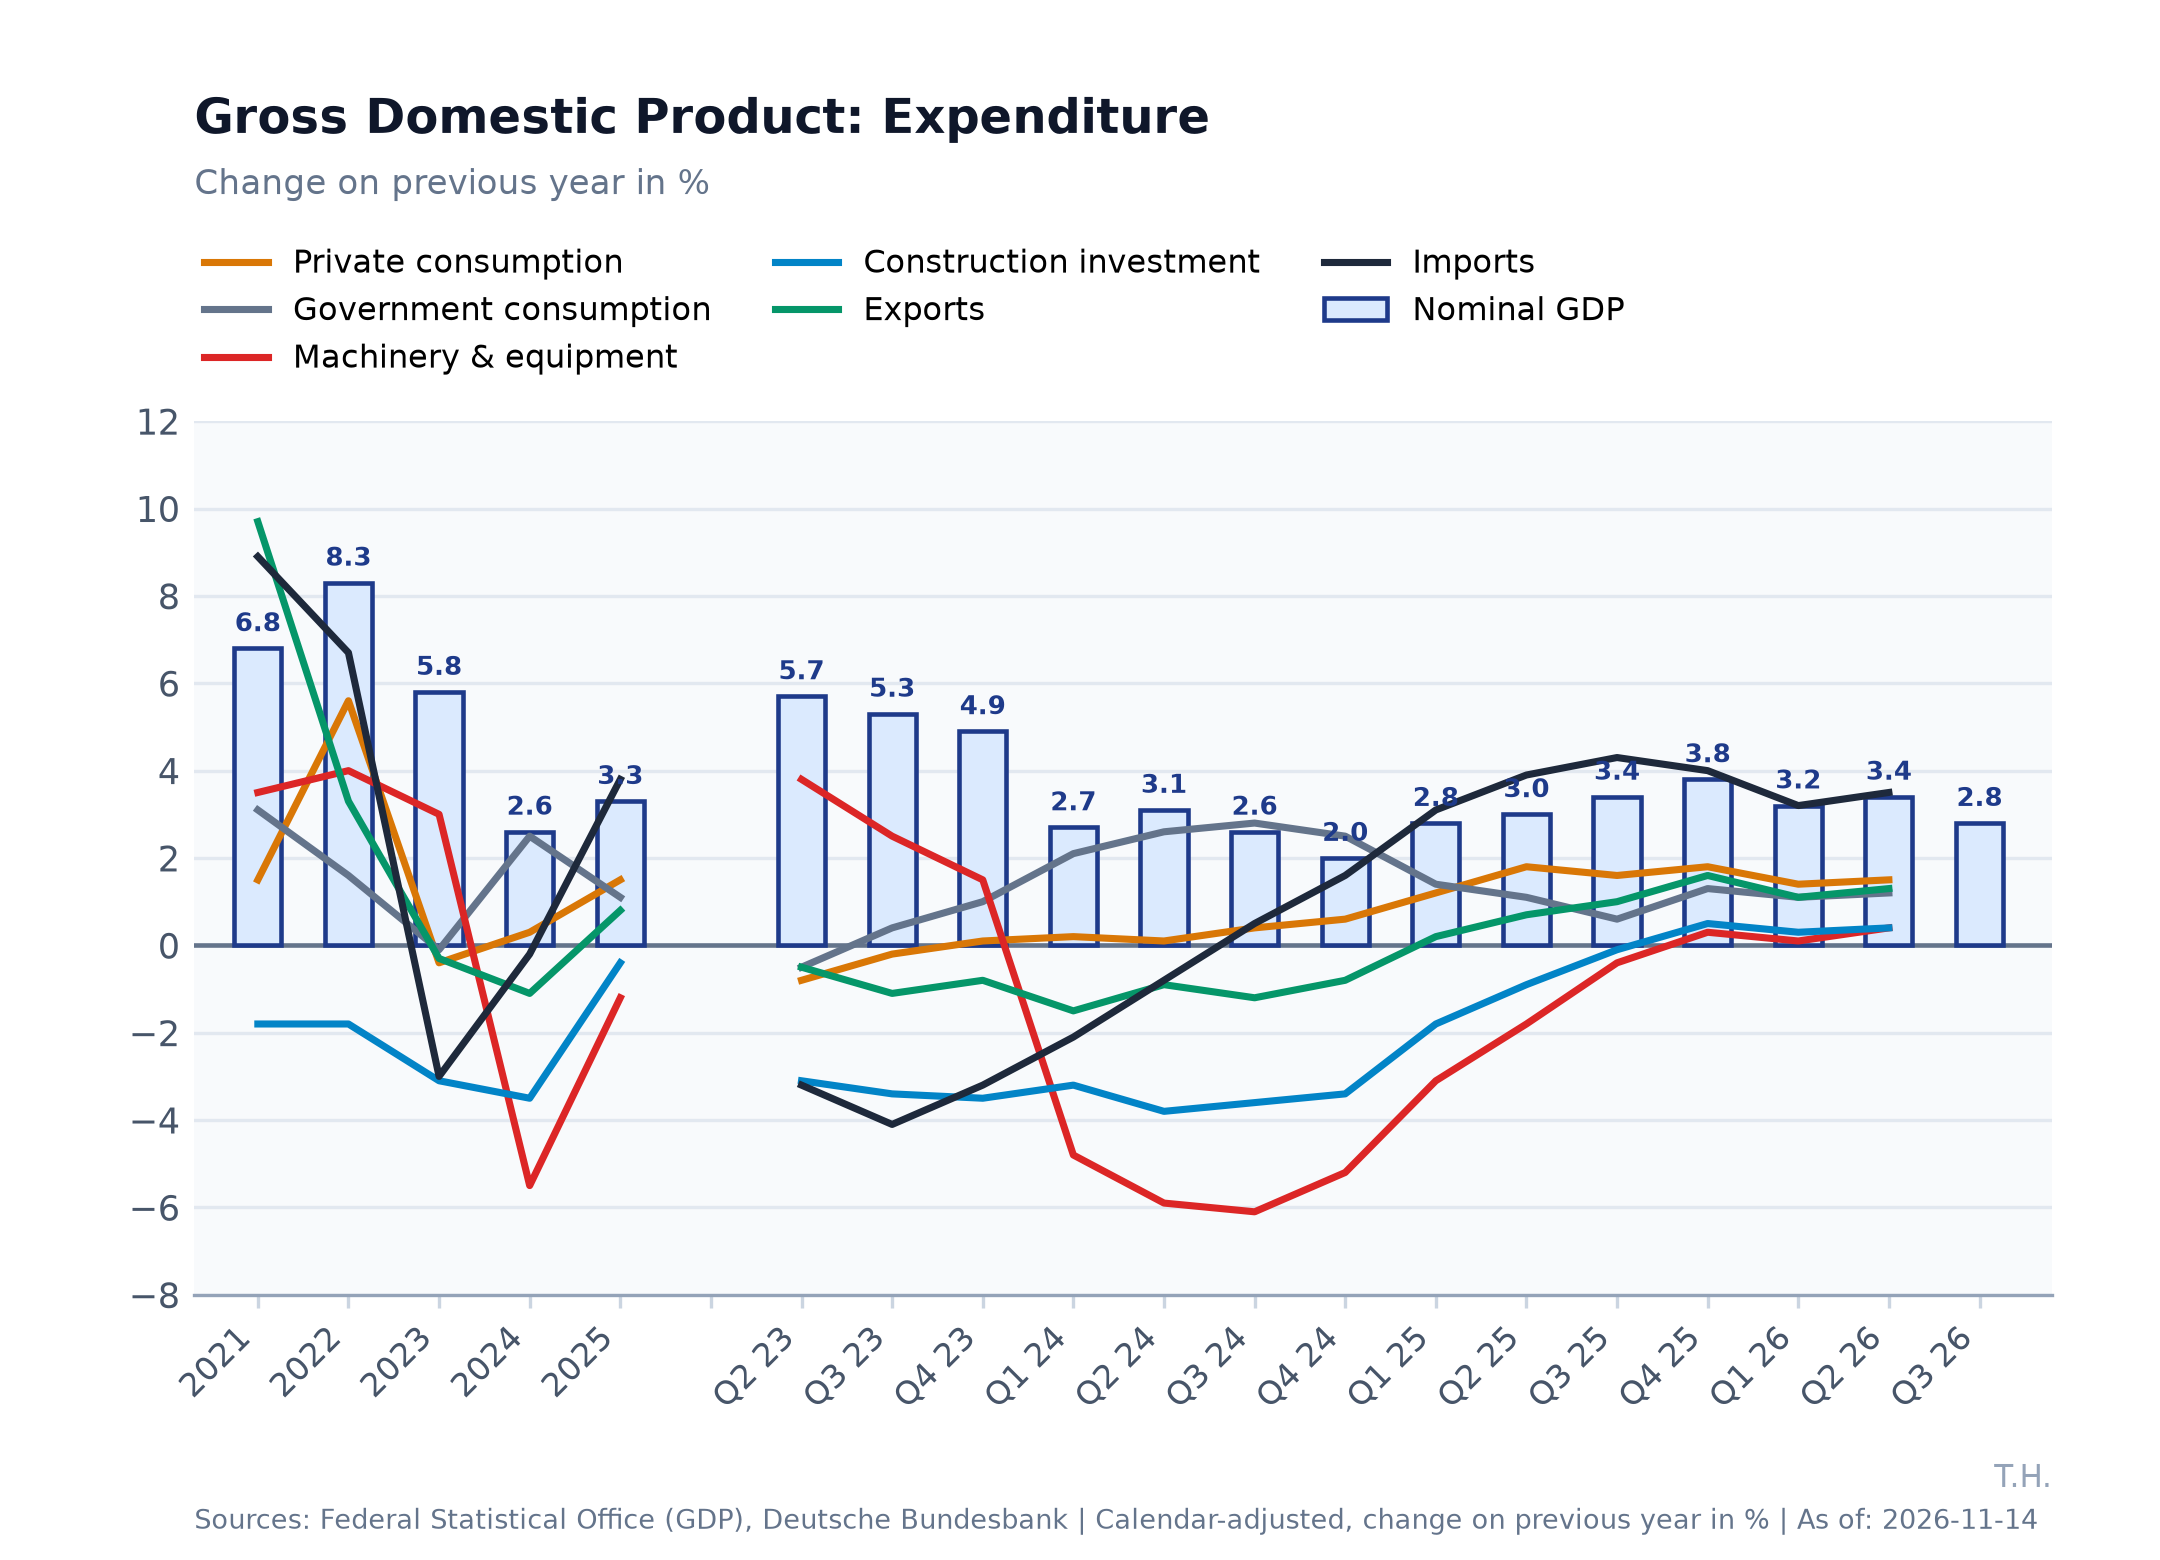 Gross Domestic Product: Expenditure
Change on previous year in %
Private consumption
Government consumption
Machinery & equipment
Construction investment
Exports
Imports
Nominal GDP
12
10
8
6
4
2
0
−2
−4
−6
−8
6.8
8.3
5.8
2.6
3.3
5.7
5.3
4.9
2.7
3.1
2.6
2.0
2.8
3.0
3.4
3.8
3.2
3.4
2.8
2021
2022
2023
2024
2025
Q2 23
Q3 23
Q4 23
Q1 24
Q2 24
Q3 24
Q4 24
Q1 25
Q2 25
Q3 25
Q4 25
Q1 26
Q2 26
Q3 26
T.H.
Sources: Federal Statistical Office (GDP), Deutsche Bundesbank | Calendar-adjusted, change on previous year in % | As of: 2026-11-14